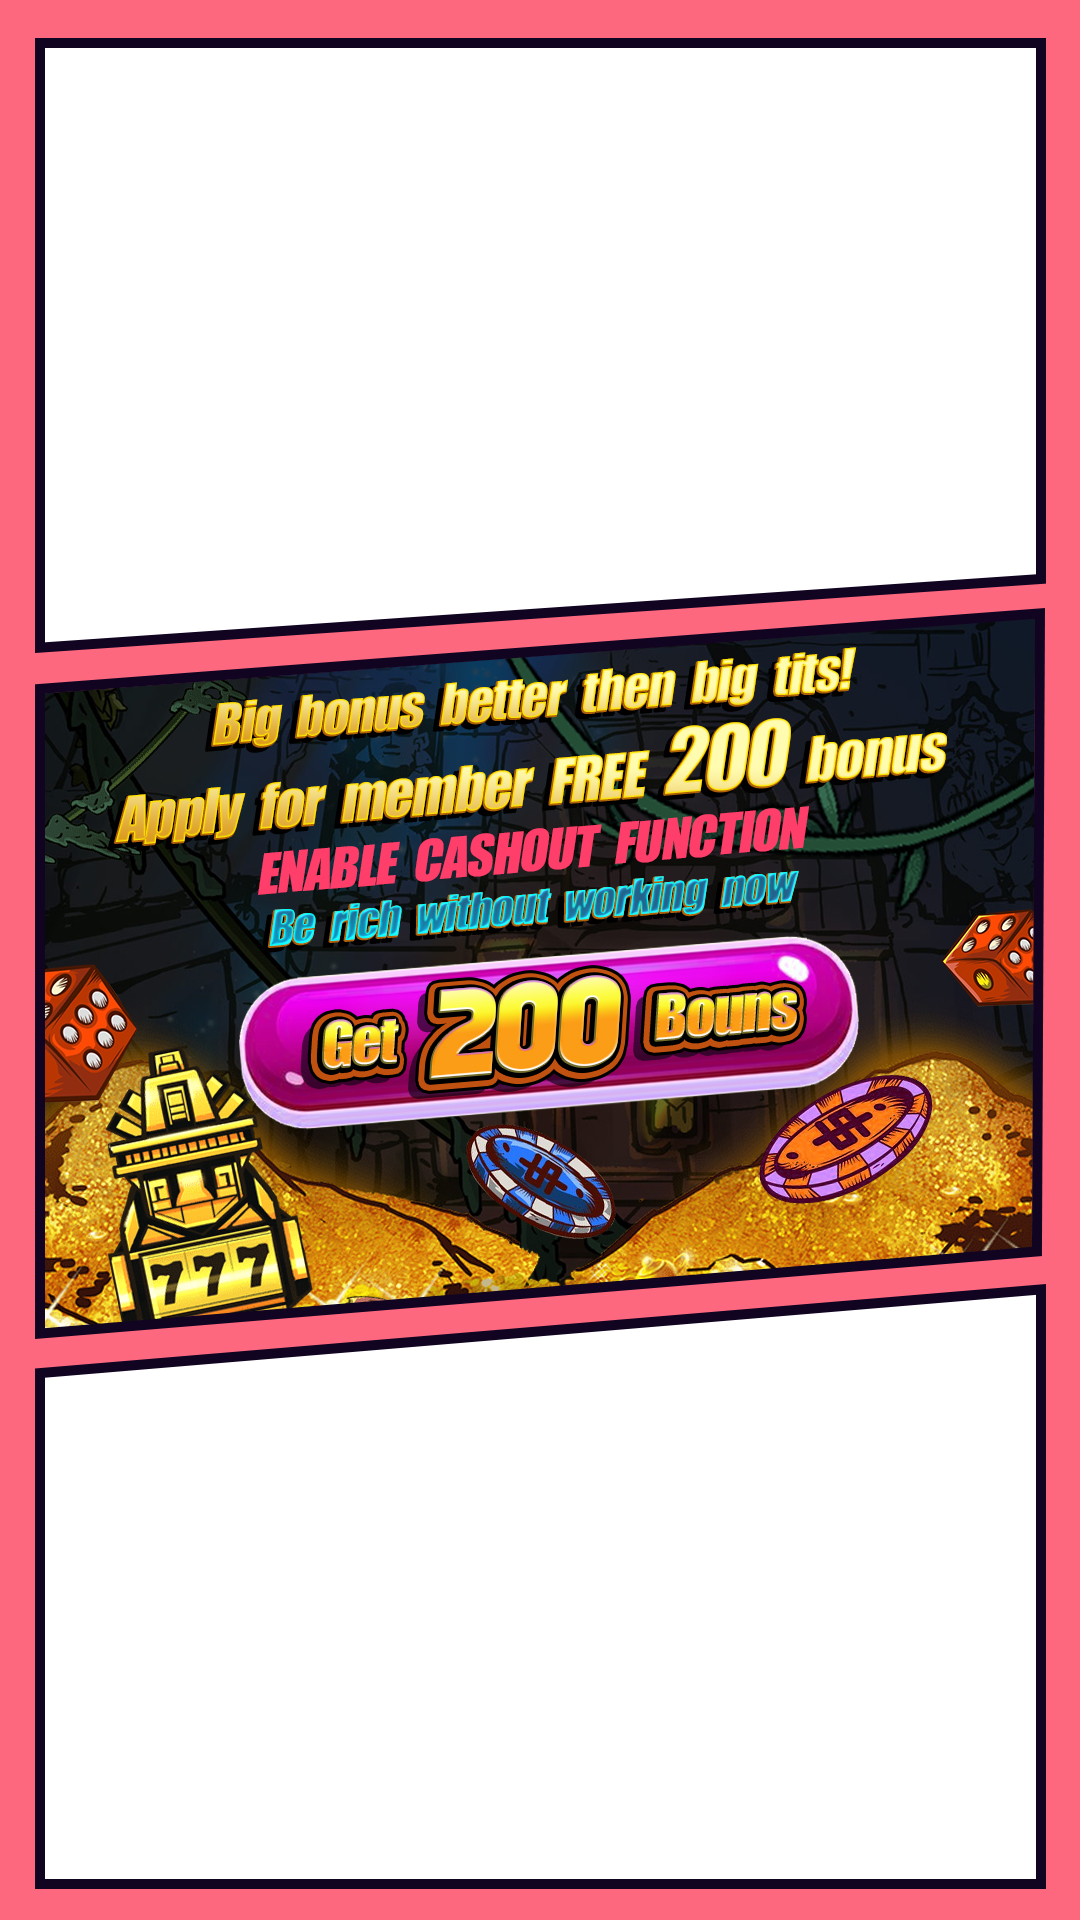 Big bonus better then big tits!
Apply for member FREE 200 bonus
ENABLE CASHOUT FUNCTION
Be rich without working now
Get 200 Bouns
777